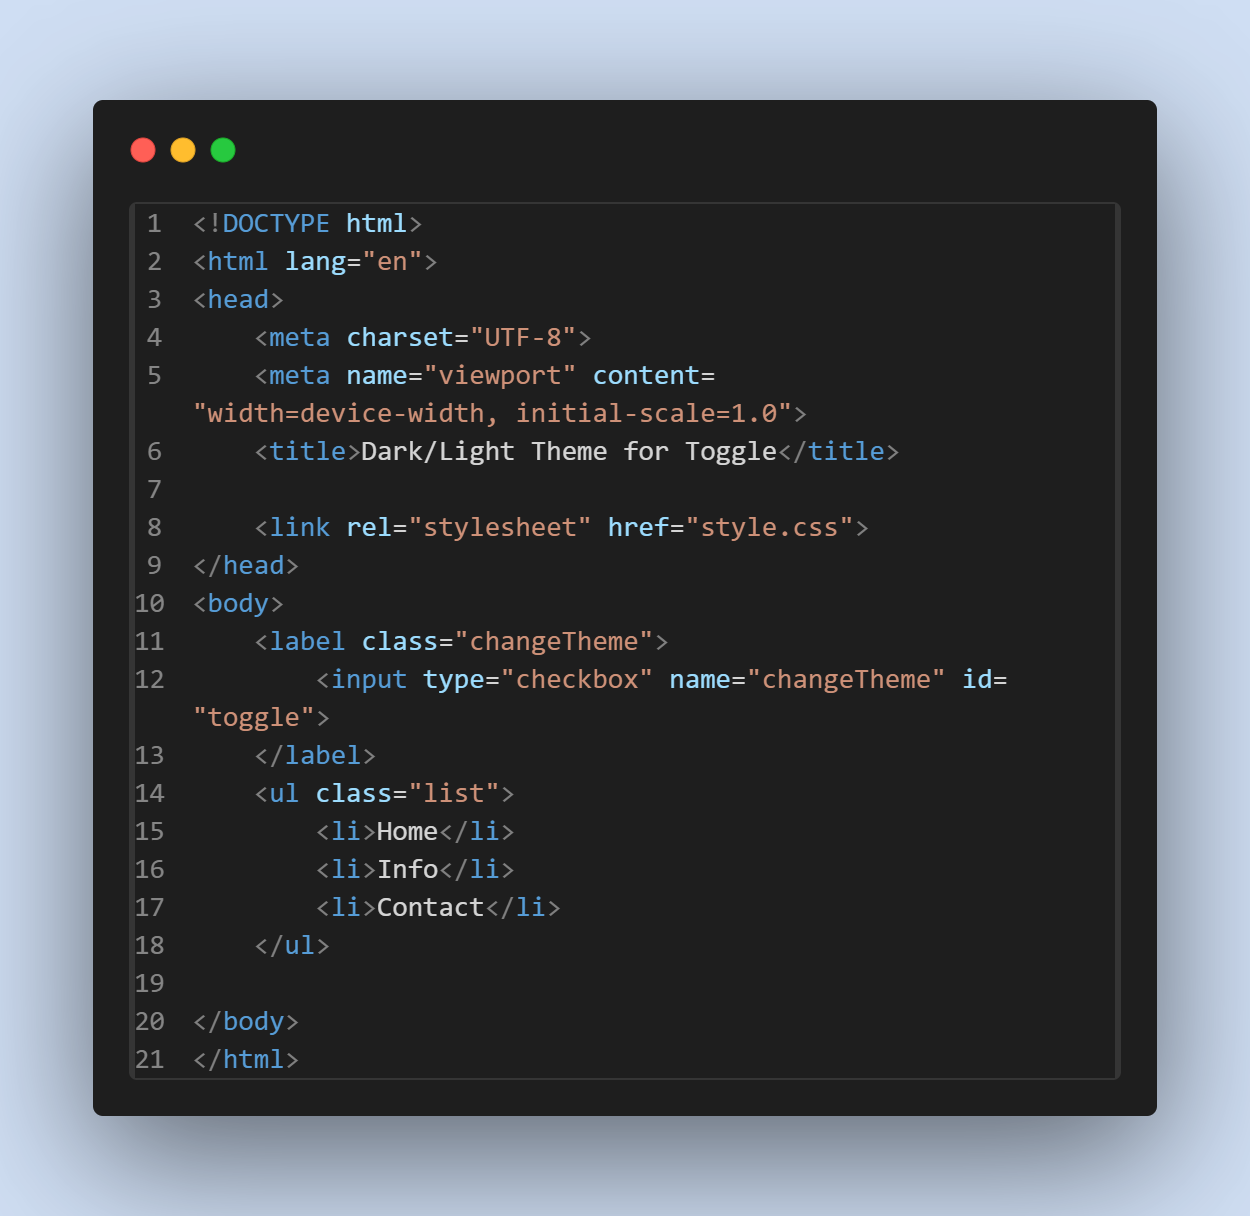 1 <!DOCTYPE html>
2 <html lang="en">
3 <head>
4     <meta charset="UTF-8">
5     <meta name="viewport" content=
"width=device-width, initial-scale=1.0">
6     <title>Dark/Light Theme for Toggle</title>
7
8     <link rel="stylesheet" href="style.css">
9 </head>
10 <body>
11     <label class="changeTheme">
12         <input type="checkbox" name="changeTheme" id=
"toggle">
13     </label>
14     <ul class="list">
15         <li>Home</li>
16         <li>Info</li>
17         <li>Contact</li>
18     </ul>
19
20 </body>
21 </html>